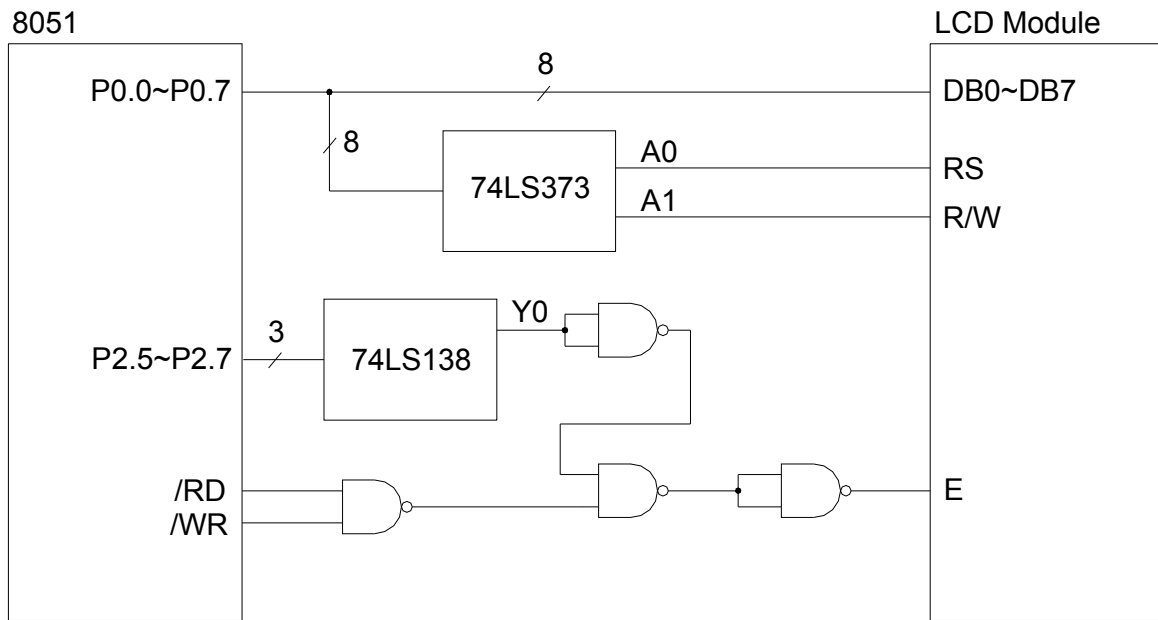 8051
LCD Module
P0.0~P0.7
8
DB0~DB7
8
74LS373
A0
RS
A1
R/W
P2.5~P2.7
3
74LS138
Y0
/RD
/WR
E